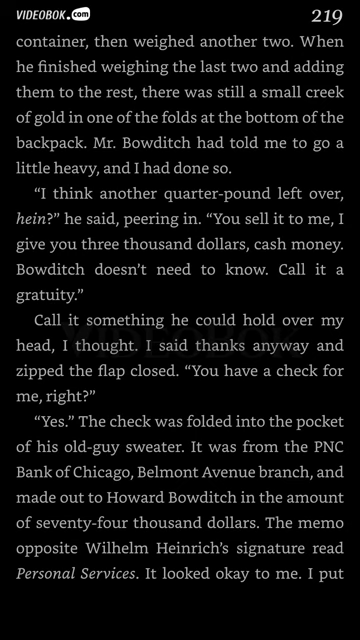 VIDEOBOK.com
219
container, then weighed another two. When
he finished weighing the last two and adding
them to the rest, there was still a small creek
of gold in one of the folds at the bottom of the
backpack. Mr. Bowditch had told me to go a
little heavy, and I had done so.
“I think another quarter-pound left over,
hein?” he said, peering in. “You sell it to me, I
give you three thousand dollars, cash money.
Bowditch doesn’t need to know. Call it a
gratuity.”
Call it something he could hold over my
head, I thought. I said thanks anyway and
zipped the flap closed. “You have a check for
me, right?”
“Yes.” The check was folded into the pocket
of his old-guy sweater. It was from the PNC
Bank of Chicago, Belmont Avenue branch, and
made out to Howard Bowditch in the amount
of seventy-four thousand dollars. The memo
opposite Wilhelm Heinrich’s signature read
Personal Services. It looked okay to me. I put
VIDEOBOK